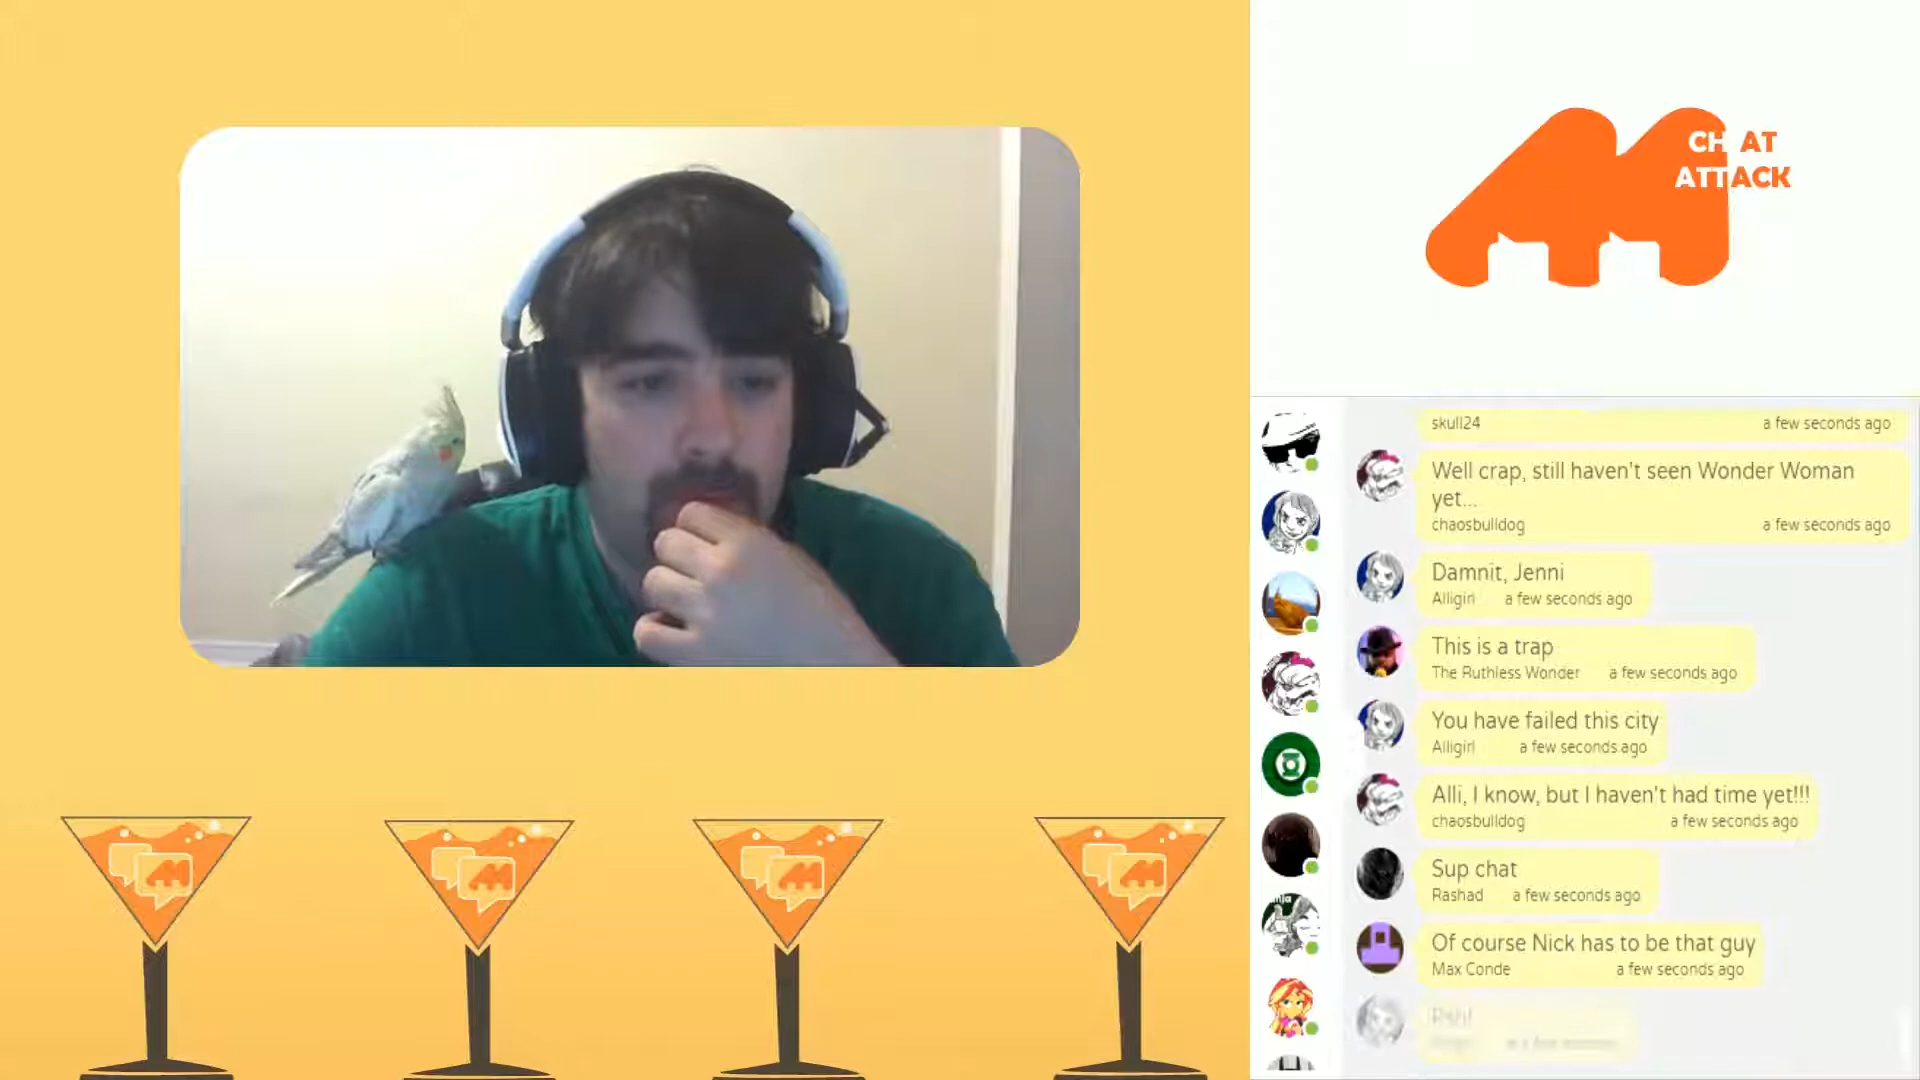 CHAT
ATTACK
skull24 a few seconds ago
Well crap, still haven't seen Wonder Woman
yet...
chaosbulldog a few seconds ago
Damnit, Jenni
Alligirl a few seconds ago
This is a trap
The Ruthless Wonder a few seconds ago
You have failed this city
Alligirl a few seconds ago
Alli, I know, but I haven't had time yet!!!
chaosbulldog a few seconds ago
Sup chat
Rashad a few seconds ago
Of course Nick has to be that guy
Max Conde a few seconds ago